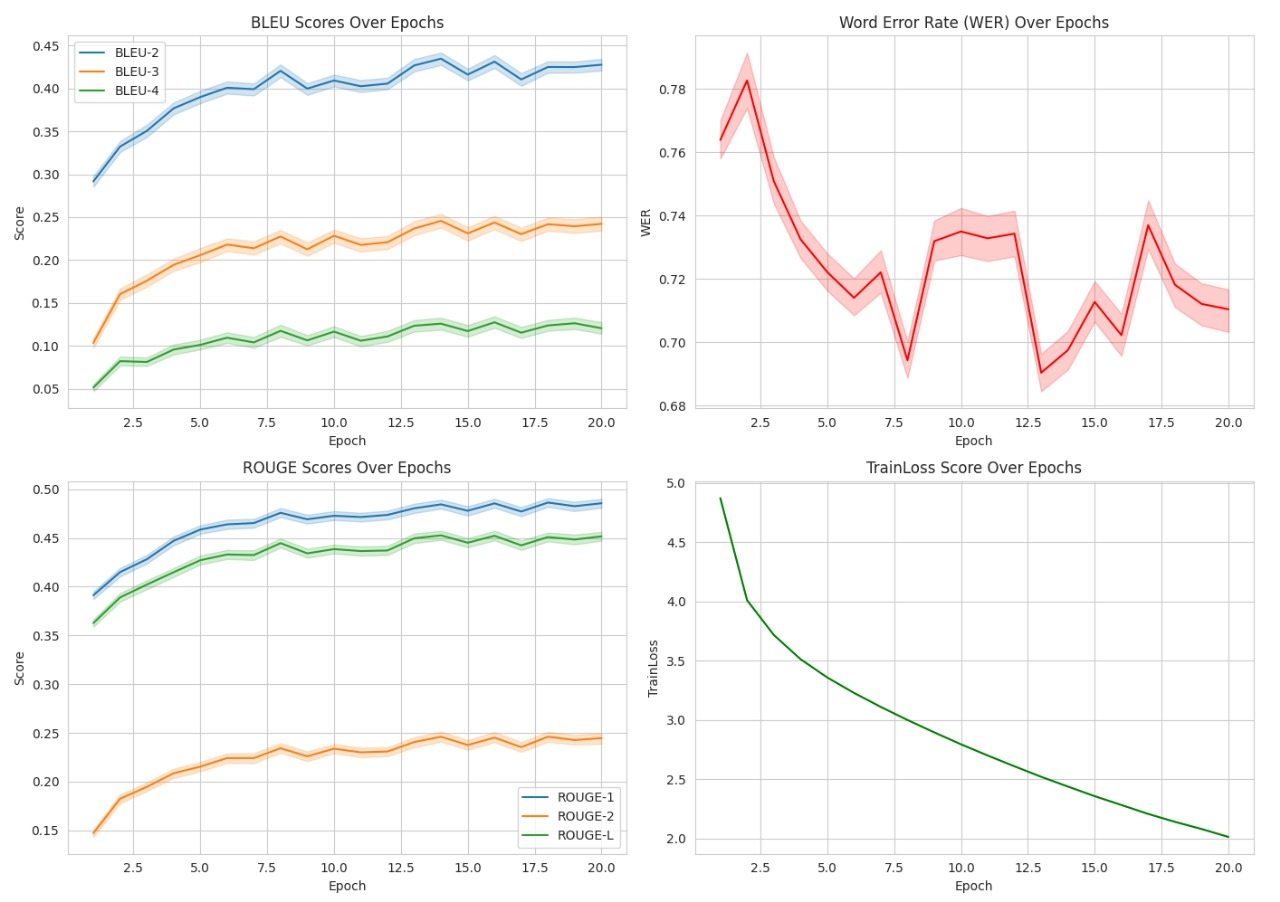 BLEU Scores Over Epochs
BLEU-2
BLEU-3
BLEU-4
0.45
0.40
0.35
0.30
0.25
0.20
0.15
0.10
0.05
Score
2.5 5.0 7.5 10.0 12.5 15.0 17.5 20.0
Epoch
Word Error Rate (WER) Over Epochs
0.78
0.76
0.74
0.72
0.70
0.68
WER
2.5 5.0 7.5 10.0 12.5 15.0 17.5 20.0
Epoch
ROUGE Scores Over Epochs
0.50
0.45
0.40
0.35
0.30
0.25
0.20
0.15
Score
ROUGE-1
ROUGE-2
ROUGE-L
2.5 5.0 7.5 10.0 12.5 15.0 17.5 20.0
Epoch
TrainLoss Score Over Epochs
5.0
4.5
4.0
3.5
3.0
2.5
2.0
TrainLoss
2.5 5.0 7.5 10.0 12.5 15.0 17.5 20.0
Epoch